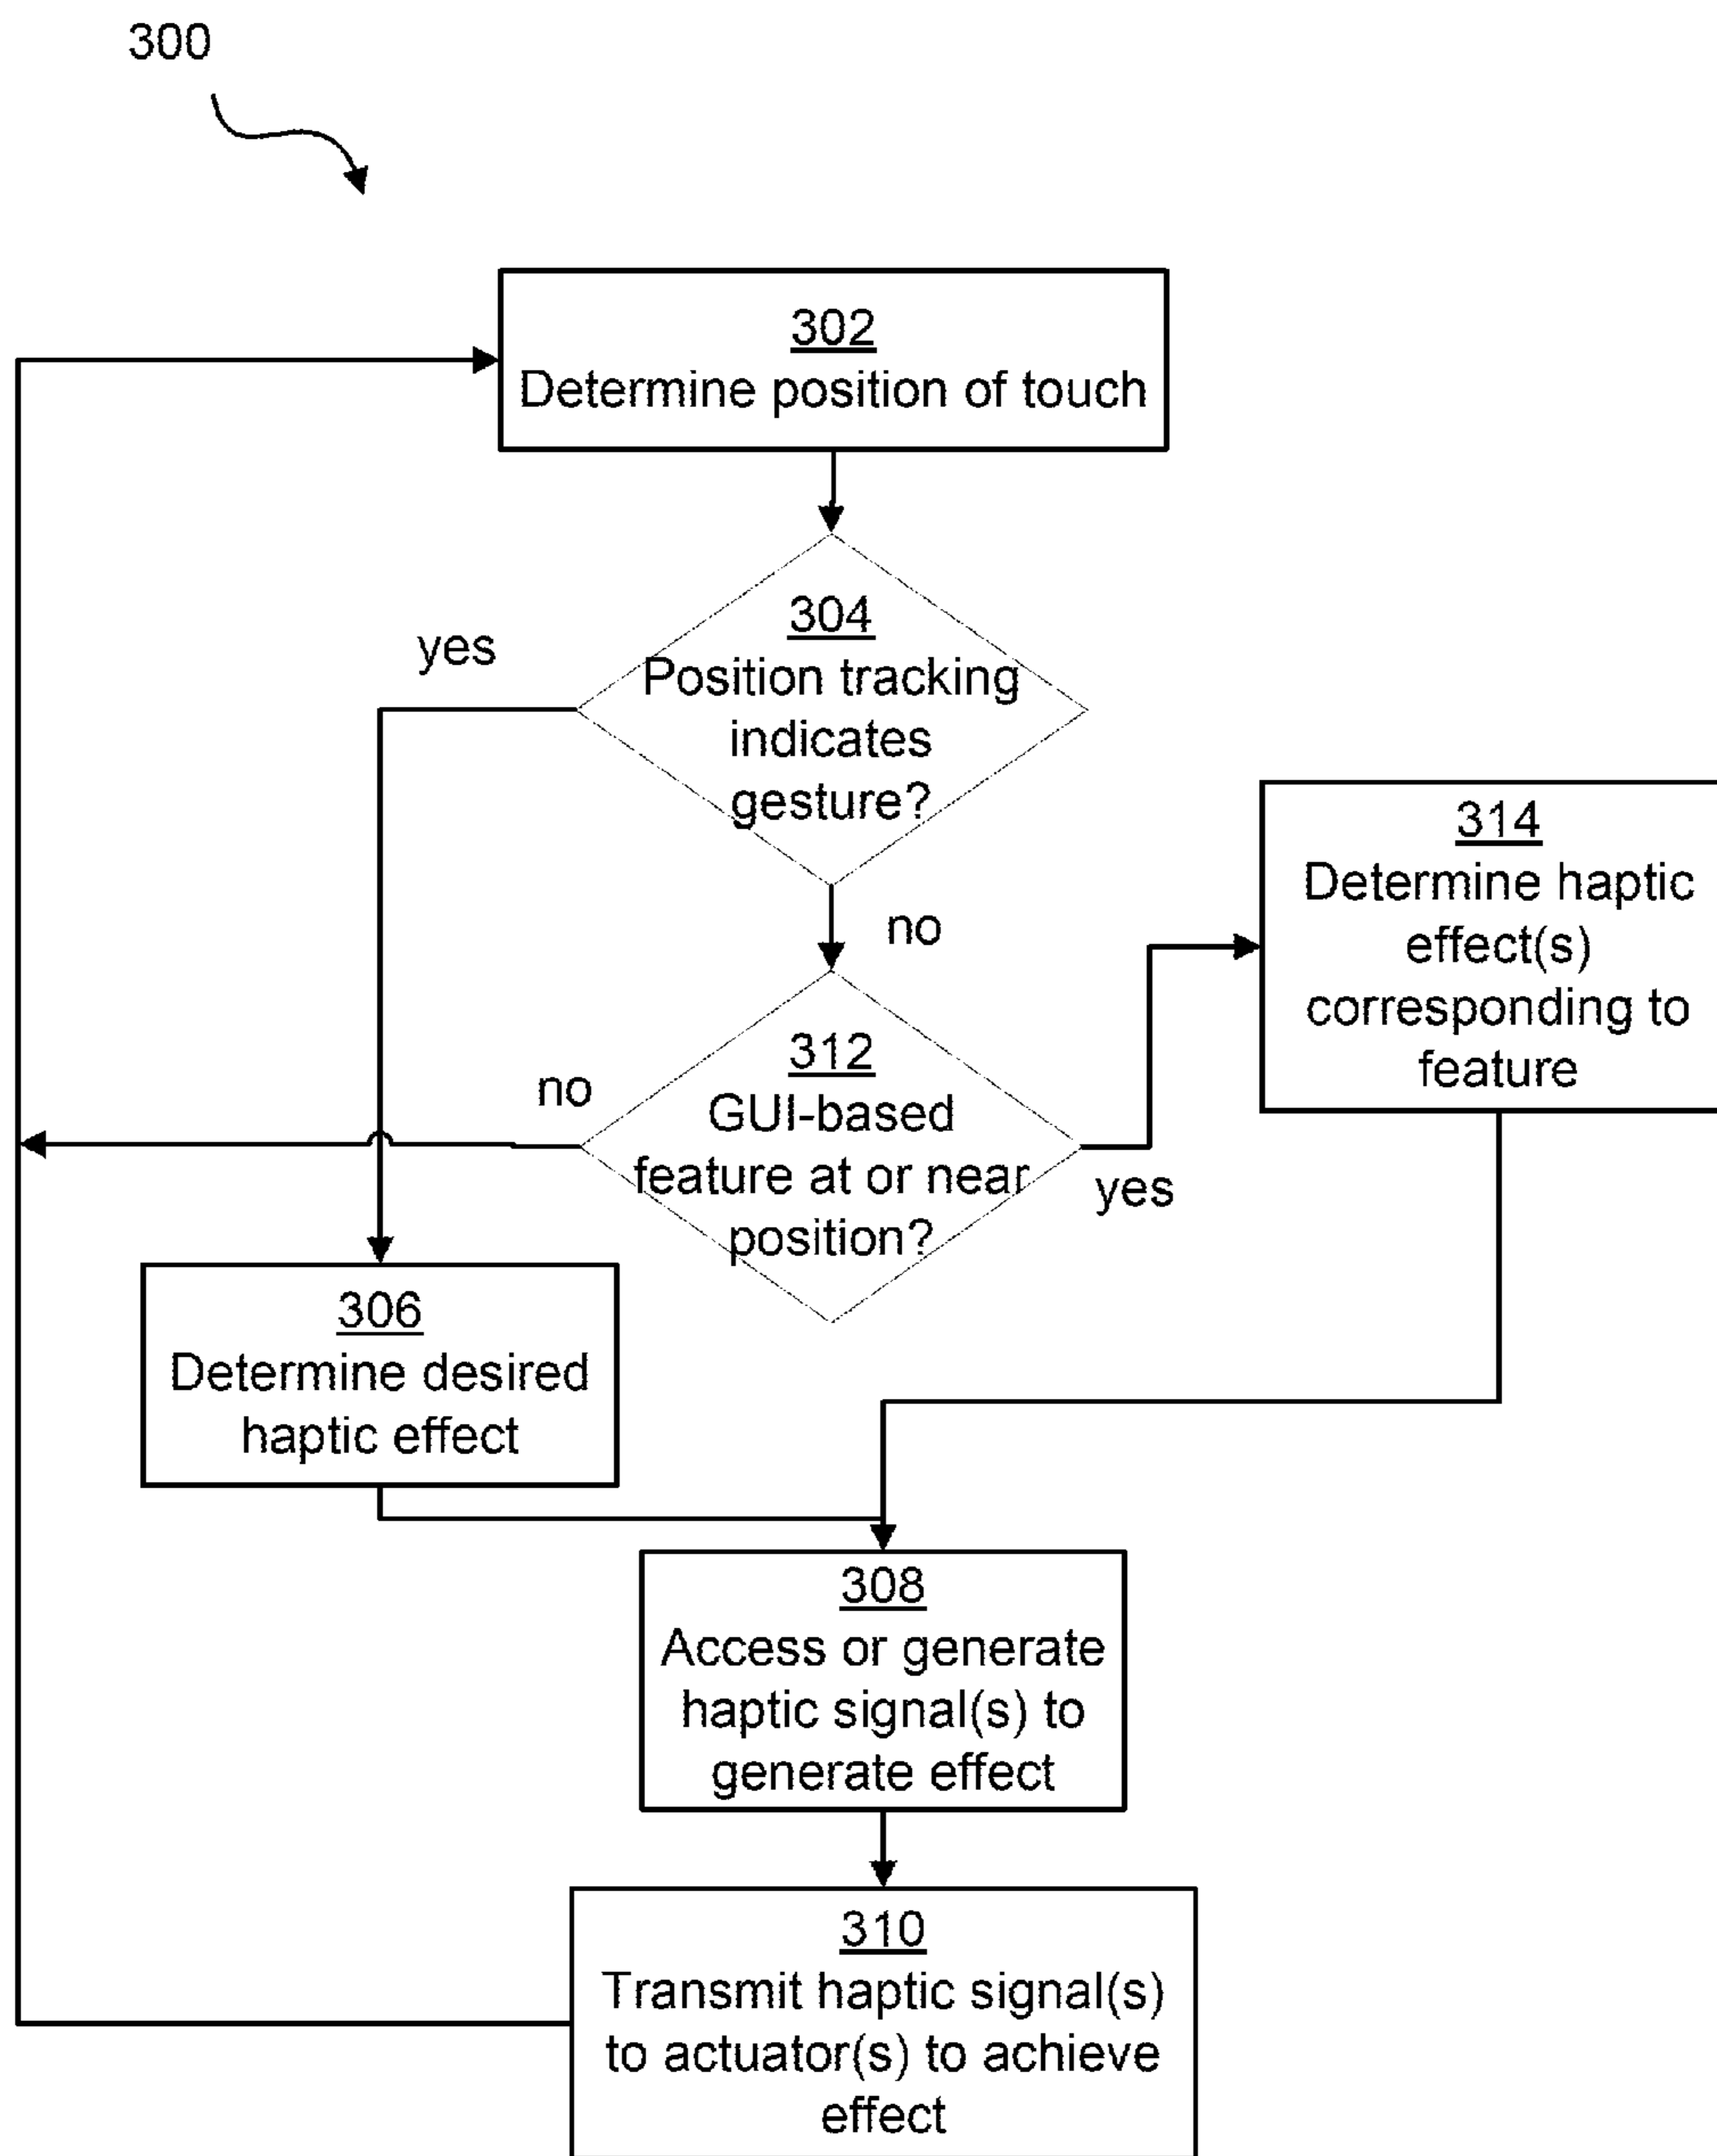 300
302
Determine position of touch
304
Position tracking
indicates
gesture?
yes
no
312
GUI-based
feature at or near
position?
no
yes
314
Determine haptic
effect(s)
corresponding to
feature
306
Determine desired
haptic effect
308
Access or generate
haptic signal(s) to
generate effect
310
Transmit haptic signal(s)
to actuator(s) to achieve
effect